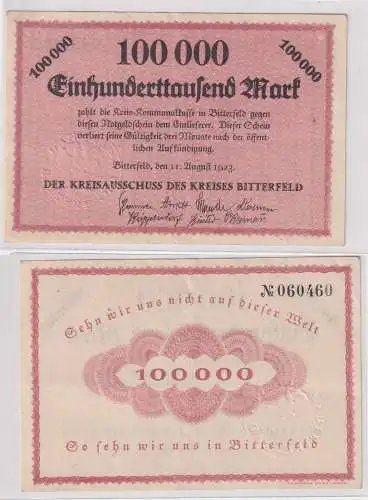 100 000
100 000
100 000
Einhunderttausend Mark
zahlt die Kreis-Kommunalkasse in Bitterfeld gegen
diesen Notgeldschein dem Einlieferer. Dieser Schein
verliert seine Gültigkeit drei Monate nach der öffent-
lichen Aufkündigung.
Bitterfeld, den 11. August 1923.
DER KREISAUSSCHUSS DES KREISES BITTERFELD
№ 060460
Sehn wir uns nicht auf dieser Welt
100000
So sehn wir uns in Bitterfeld